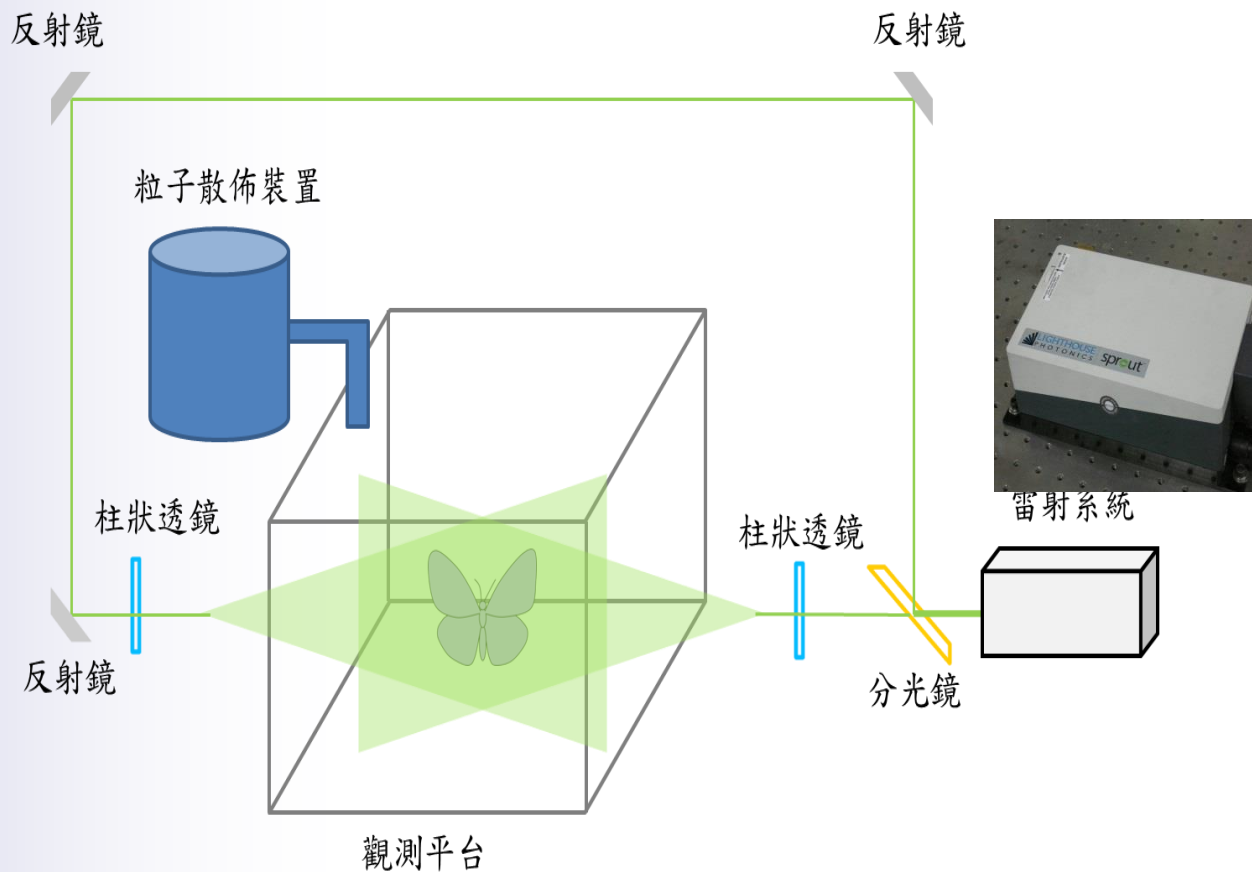 反射鏡
反射鏡
粒子散佈裝置
LIGHTHOUSE
PHOTONICS
sprout
雷射系統
柱狀透鏡
柱狀透鏡
反射鏡
分光鏡
觀測平台